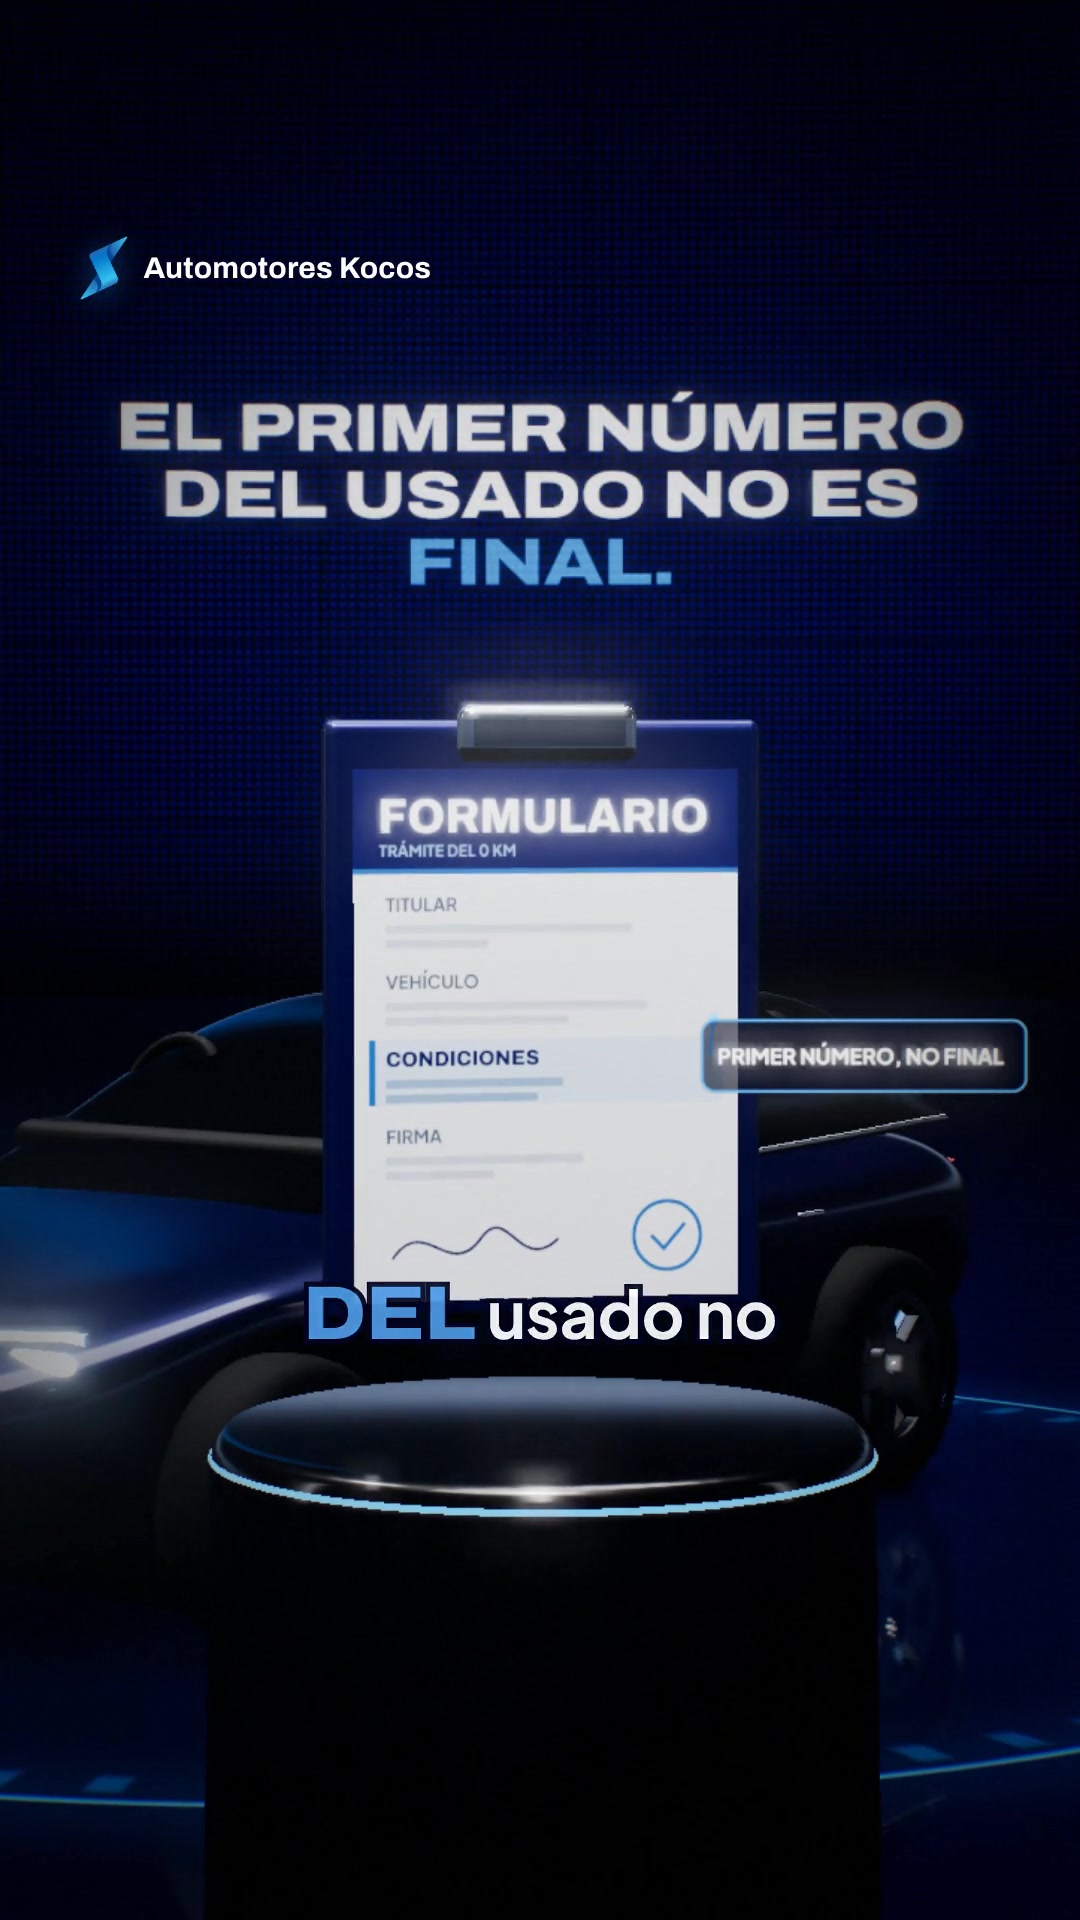 Automotores Kocos
EL PRIMER NÚMERO
DEL USADO NO ES
FINAL.
FORMULARIO
TRÁMITE DEL 0 KM
TITULAR
VEHÍCULO
CONDICIONES
PRIMER NÚMERO, NO FINAL
FIRMA
DEL usado no